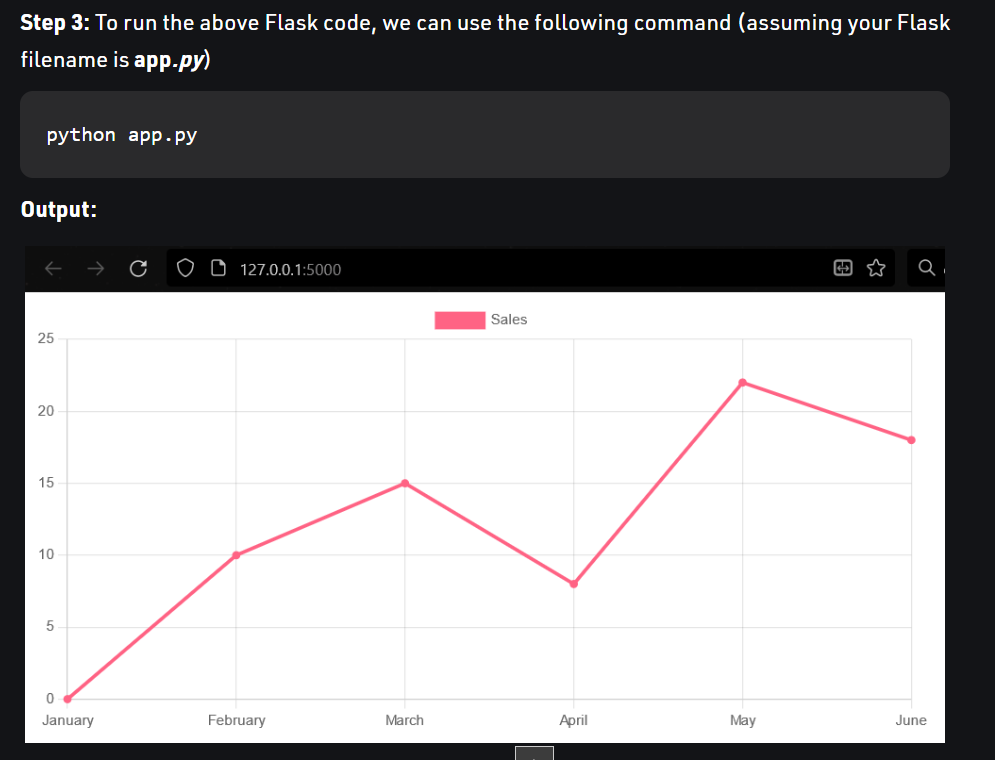 Step 3: To run the above Flask code, we can use the following command (assuming your Flask
filename is app.py)
python app.py
Output:
127.0.0.1:5000
Sales
25
20
15
10
5
0
January February March April May June